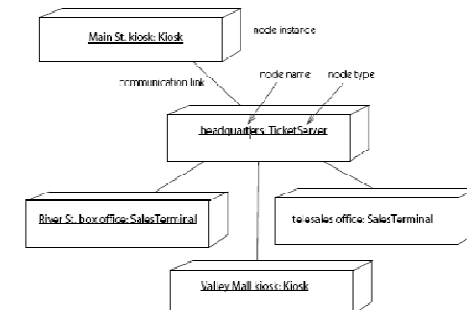 Main St. kiosk: Kiosk
node instance
communication link
node name
node type
headquarters: TicketServer
River St. box office: SalesTerminal
telesales office: SalesTerminal
Valley Mall kiosk: Kiosk